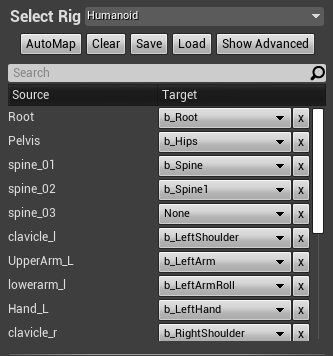 Select Rig Humanoid
AutoMap Clear Save Load Show Advanced
Search
Source Target
Root b_Root x
Pelvis b_Hips x
spine_01 b_Spine x
spine_02 b_Spine1 x
spine_03 None x
clavicle_l b_LeftShoulder x
UpperArm_L b_LeftArm x
lowerarm_l b_LeftArmRoll x
Hand_L b_LeftHand x
clavicle_r b_RightShoulder x